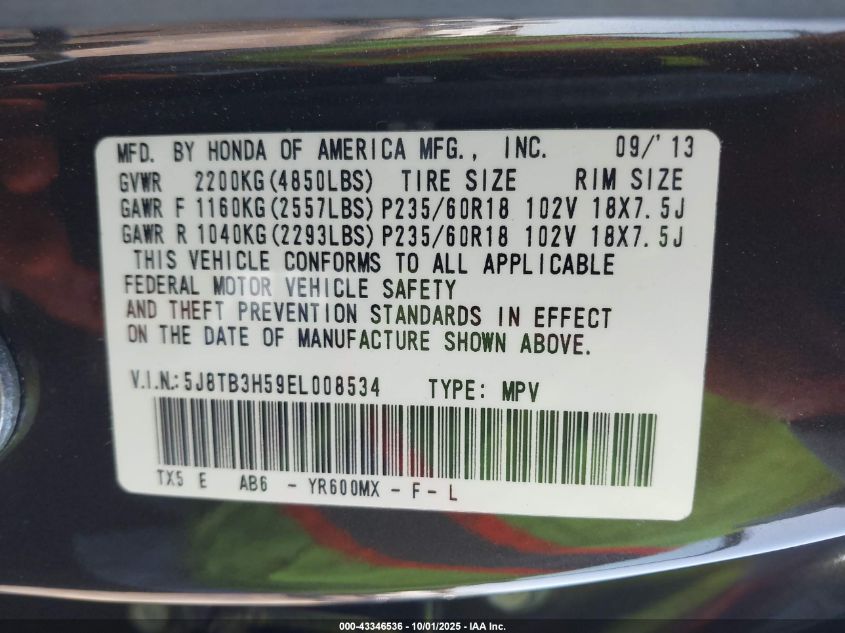 MFD. BY HONDA OF AMERICA MFG., INC. 09/'13
GVWR 2200KG(4850LBS) TIRE SIZE RIM SIZE
GAWR F 1160KG(2557LBS) P235/60R18 102V 18X7.5J
GAWR R 1040KG(2293LBS) P235/60R18 102V 18X7.5J
THIS VEHICLE CONFORMS TO ALL APPLICABLE
FEDERAL MOTOR VEHICLE SAFETY
AND THEFT PREVENTION STANDARDS IN EFFECT
ON THE DATE OF MANUFACTURE SHOWN ABOVE.
V.I.N.: 5J8TB3H59EL008534 TYPE: MPV
TX5 E AB6 - YR600MX - F - L
000-43346536 - 10/01/2025 - IAA Inc.